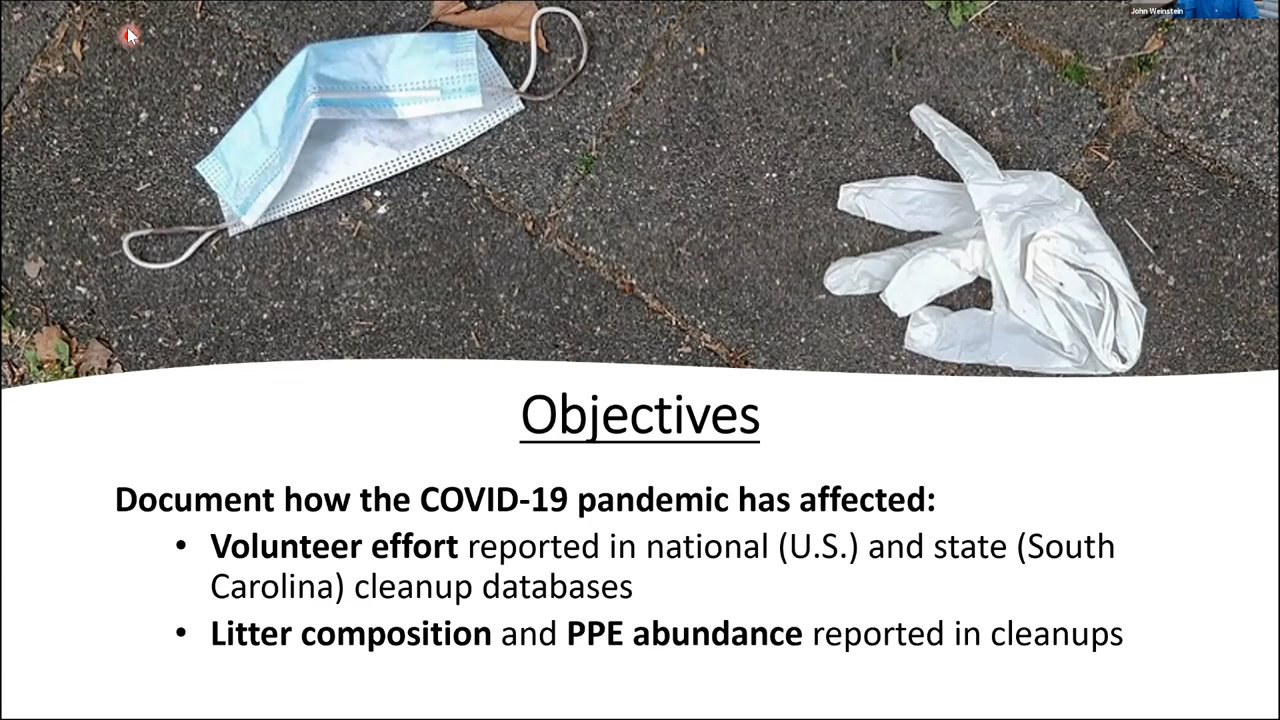 John Weinstein
Objectives
Document how the COVID-19 pandemic has affected:
• Volunteer effort reported in national (U.S.) and state (South
Carolina) cleanup databases
• Litter composition and PPE abundance reported in cleanups